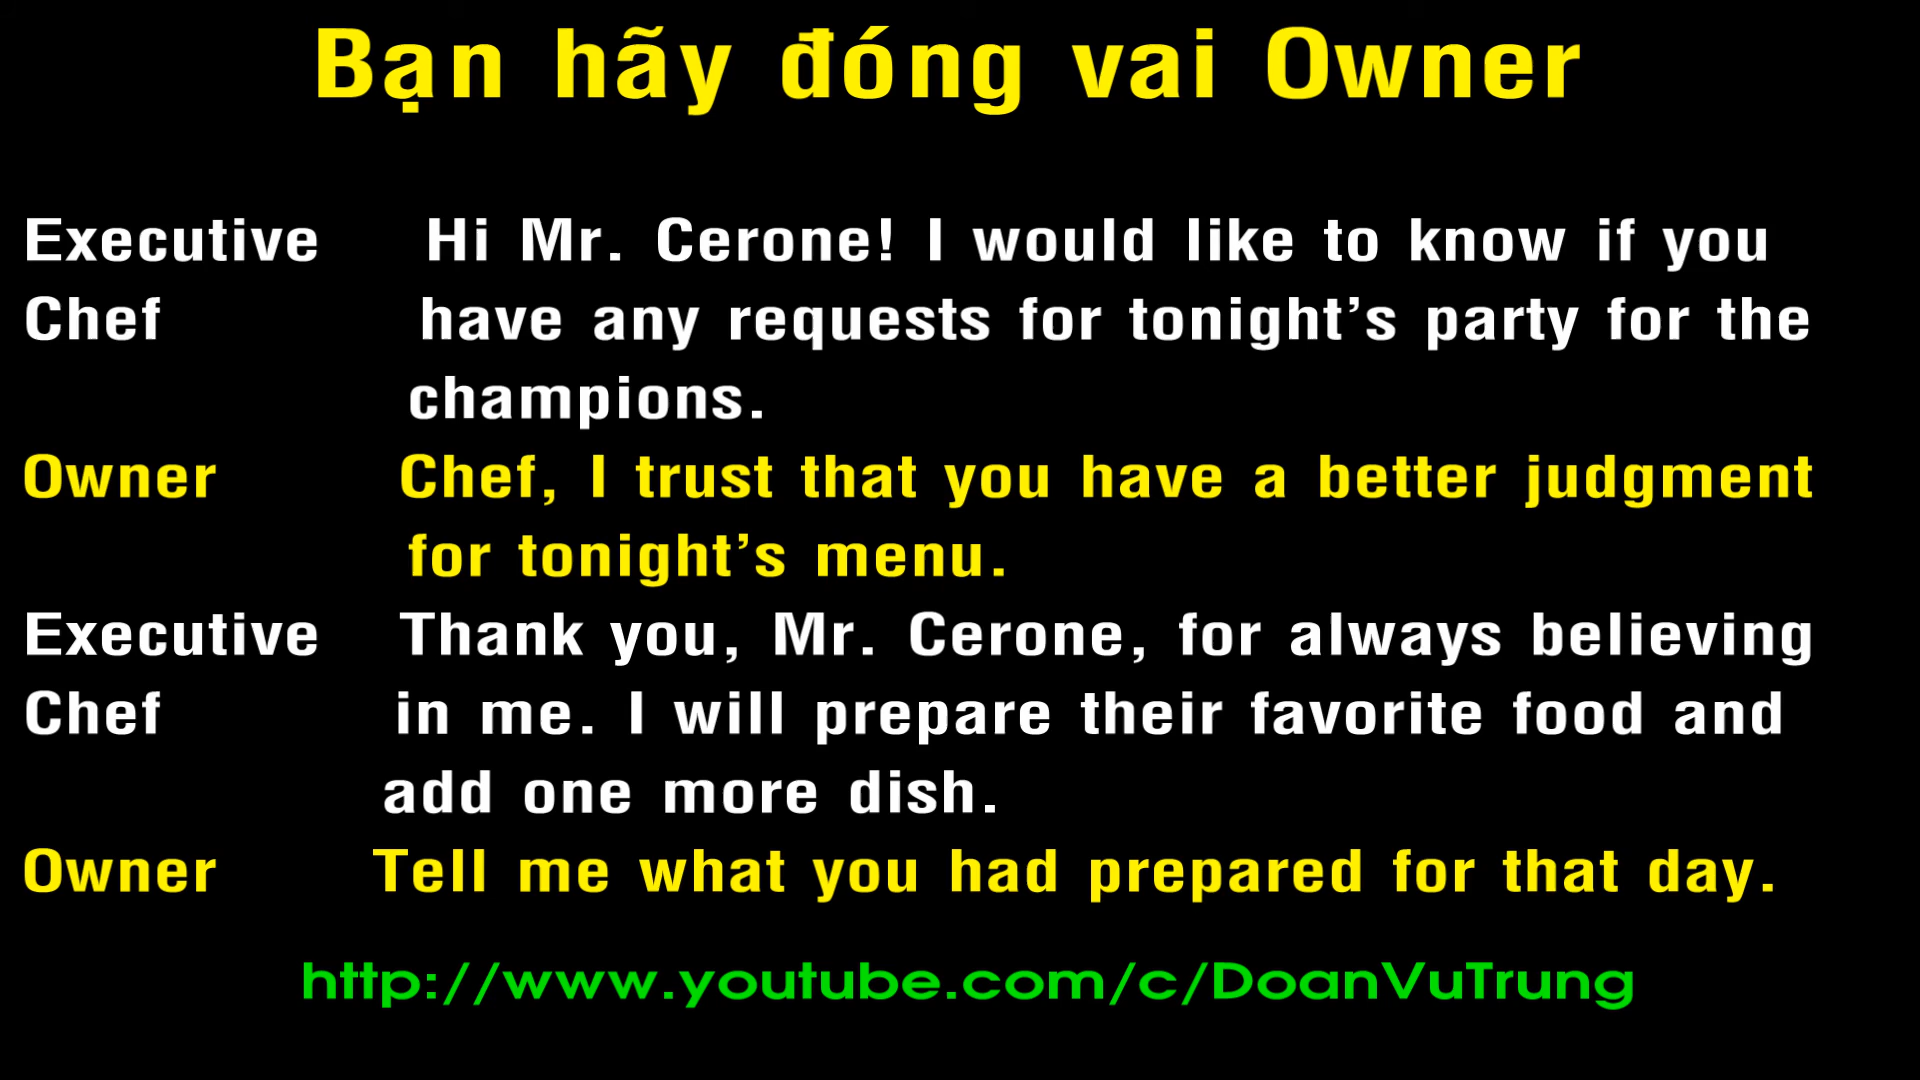 Bạn hãy đóng vai Owner
Executive Hi Mr. Cerone! I would like to know if you
Chef have any requests for tonight’s party for the
champions.
Owner Chef, I trust that you have a better judgment
for tonight’s menu.
Executive Thank you, Mr. Cerone, for always believing
Chef in me. I will prepare their favorite food and
add one more dish.
Owner Tell me what you had prepared for that day.
http://www.youtube.com/c/DoanVuTrung